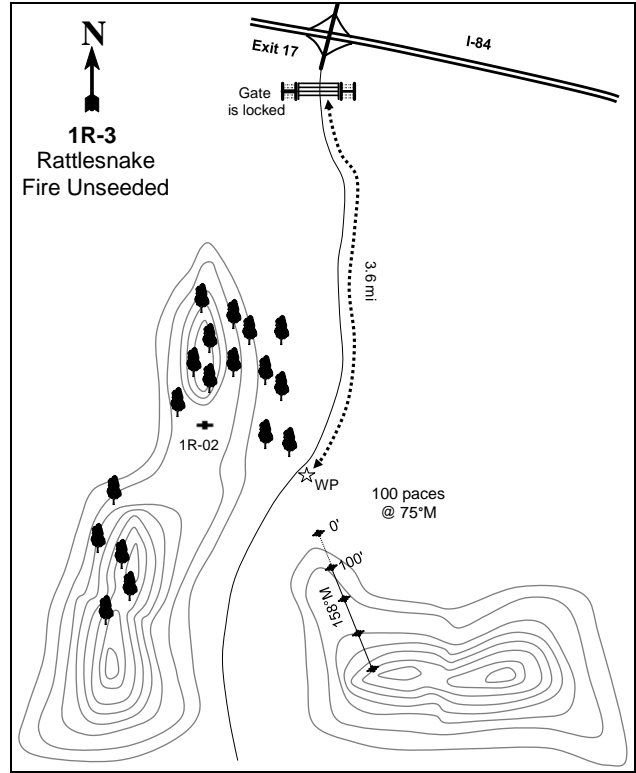 N
1R-3
Rattlesnake
Fire Unseeded
Exit 17
I-84
Gate
is locked
3.6 mi
1R-02
WP
100 paces
@ 75°M
0'
100'
158°M